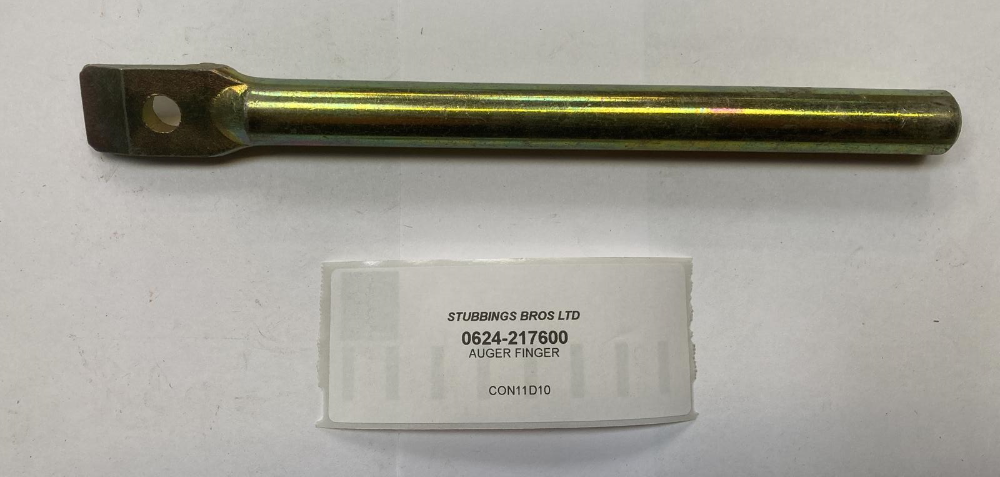 STUBBINGS BROS LTD
0624-217600
AUGER FINGER
CON11D10